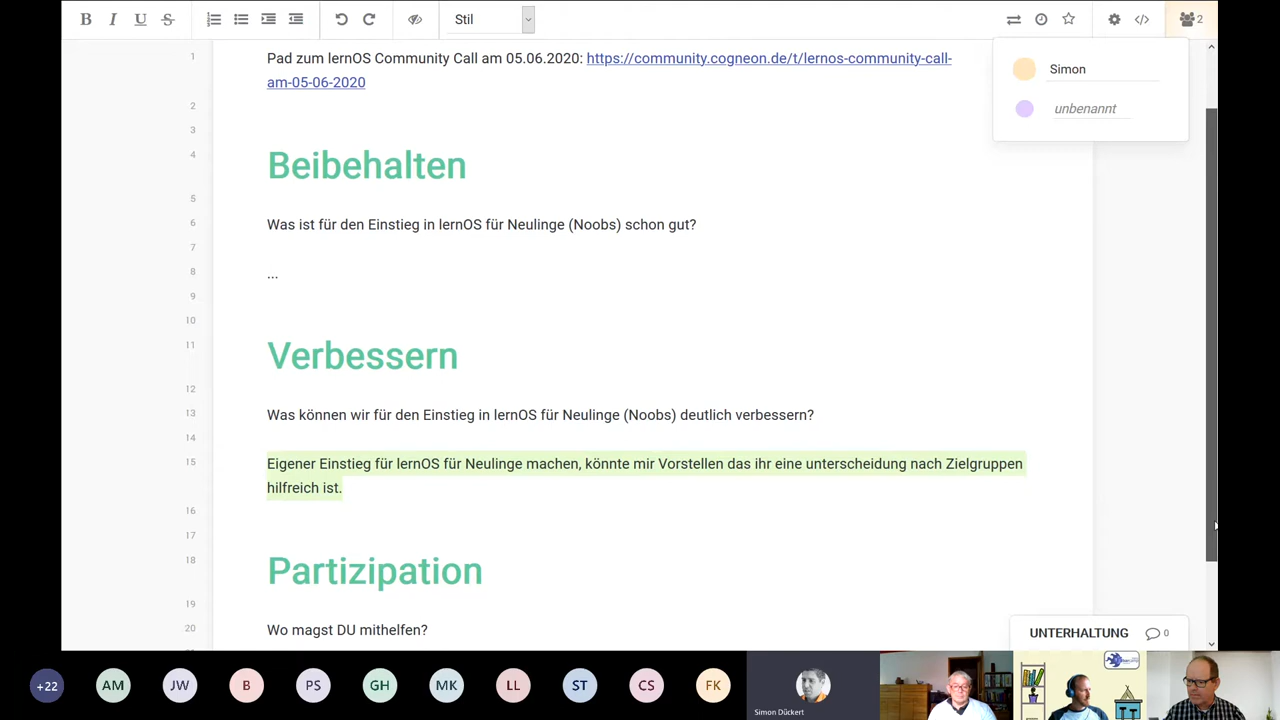 B I U S Stil 2
1 Pad zum lernOS Community Call am 05.06.2020: https://community.cogneon.de/t/lernos-community-call-
am-05-06-2020
Simon
unbenannt
2
3
4 Beibehalten
5
6 Was ist für den Einstieg in lernOS für Neulinge (Noobs) schon gut?
7
8 ...
9
10
11 Verbessern
12
13 Was können wir für den Einstieg in lernOS für Neulinge (Noobs) deutlich verbessern?
14
15 Eigener Einstieg für lernOS für Neulinge machen, könnte mir Vorstellen das ihr eine unterscheidung nach Zielgruppen
hilfreich ist.
16
17
18 Partizipation
19
20 Wo magst DU mithelfen?
UNTERHALTUNG 0
+22 AM JW B PS GH MK LL ST CS FK
Simon Dückert